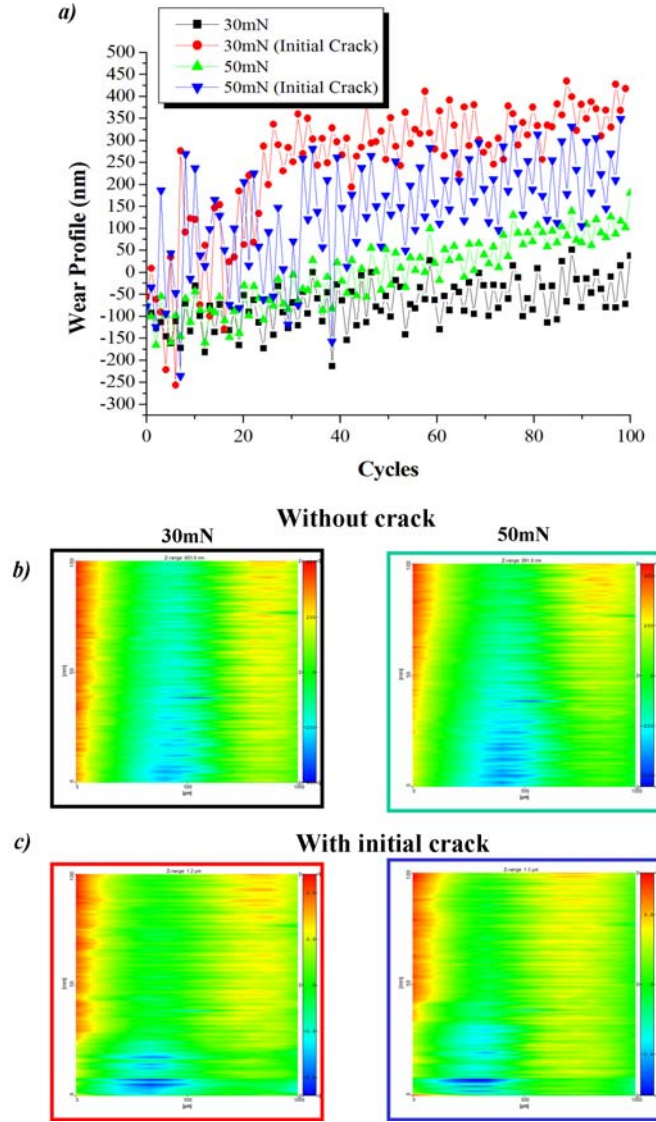 a)
30mN
30mN (Initial Crack)
50mN
50mN (Initial Crack)
500
450
400
350
300
250
200
150
100
50
0
-50
-100
-150
-200
-250
-300
Wear Profile (nm)
0 20 40 60 80 100
Cycles
Without crack
30mN 50mN
b)
c) With initial crack